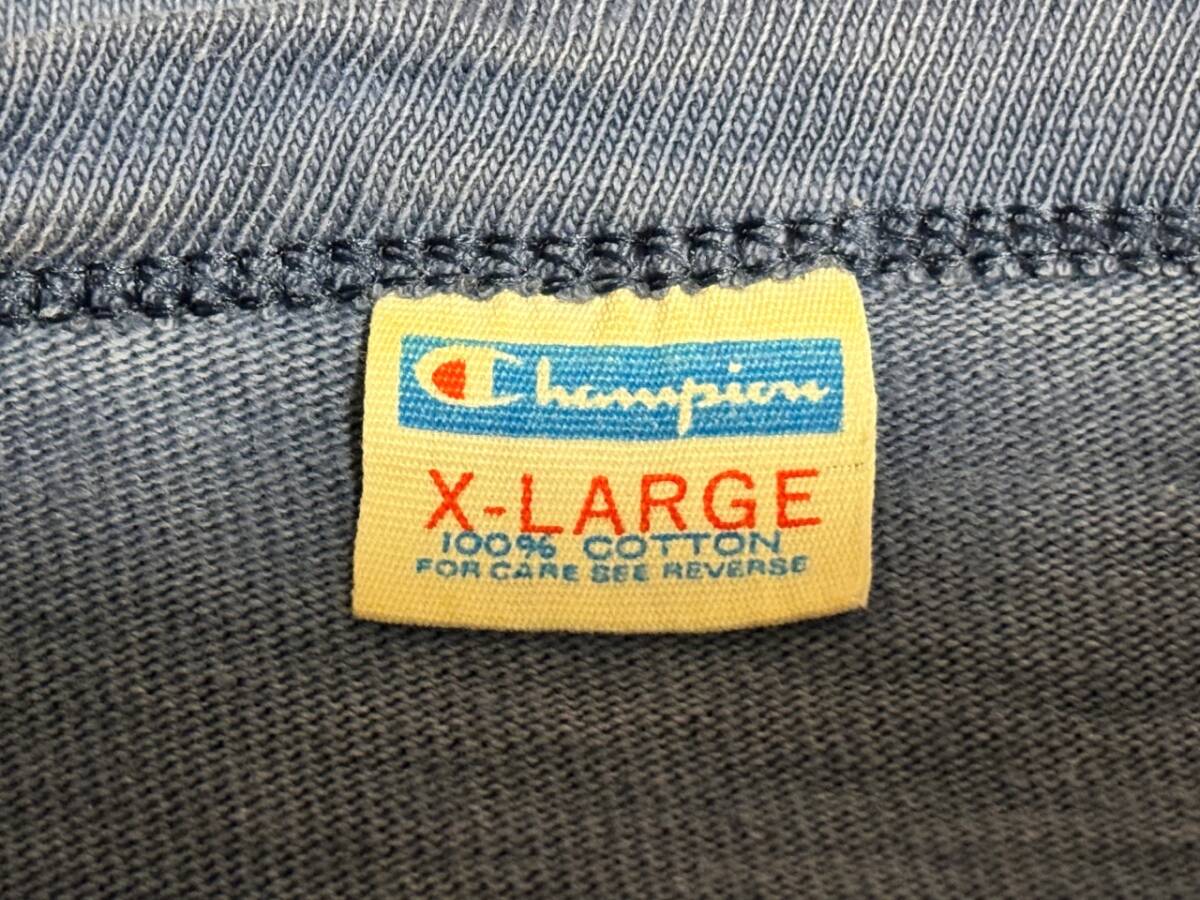 Champion
X-LARGE
100% COTTON
FOR CARE SEE REVERSE